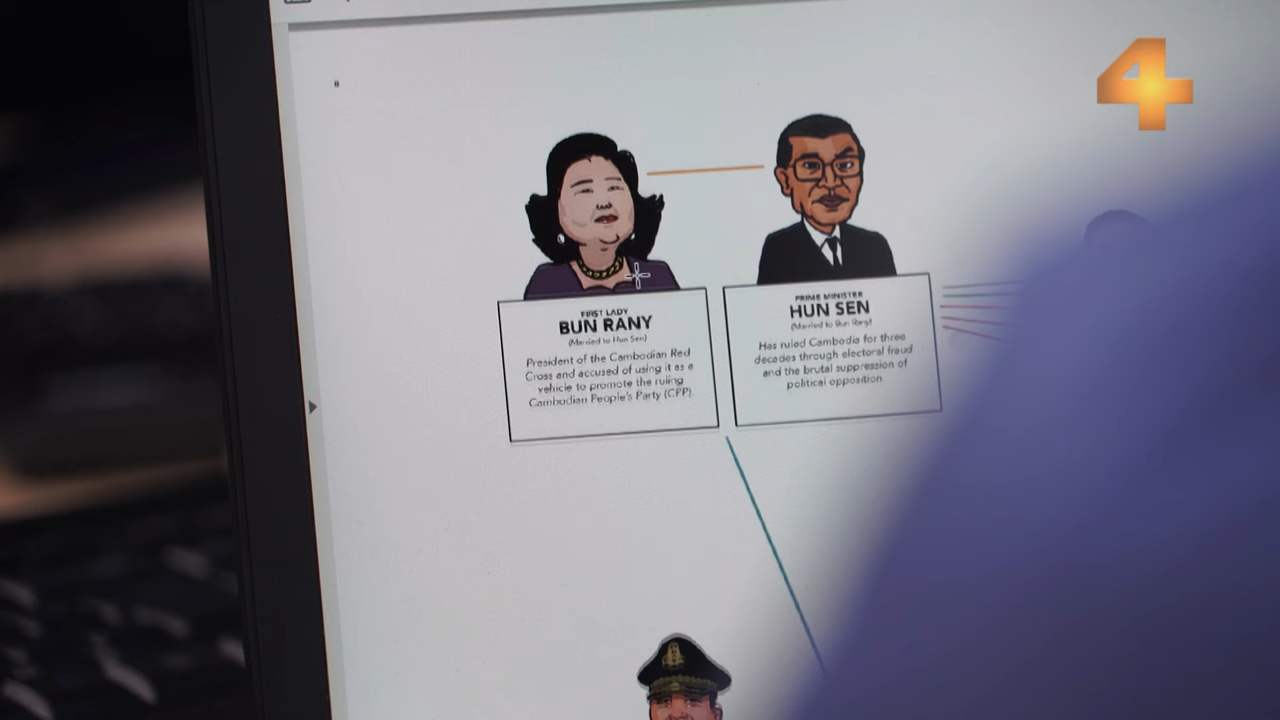 4
FIRST LADY
BUN RANY
(Married to Hun Sen)
President of the Cambodian Red
Cross and accused of using it as a
vehicle to promote the ruling
Cambodian People's Party (CPP).
PRIME MINISTER
HUN SEN
(Married to Bun Rany)
Has ruled Cambodia for three
decades through electoral fraud
and the brutal suppression of
political opposition.